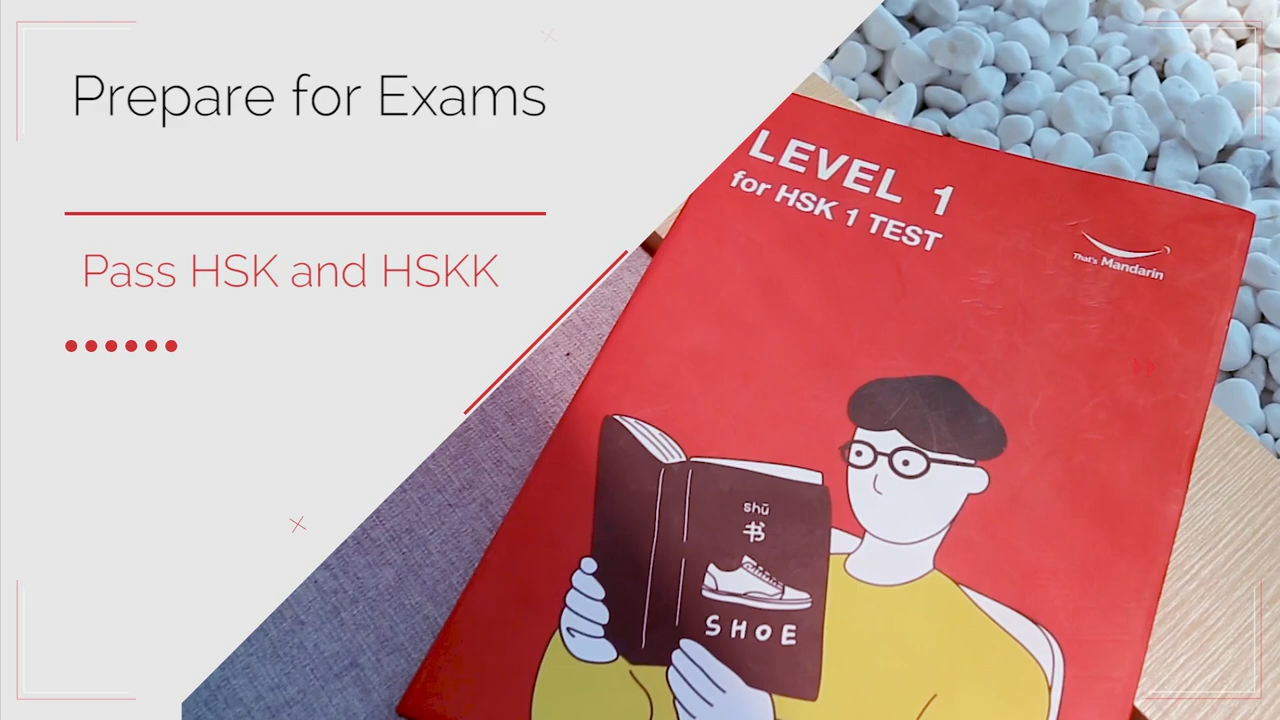 Prepare for Exams
Pass HSK and HSKK
LEVEL 1
for HSK 1 TEST
That's Mandarin
shū
书
SHOE